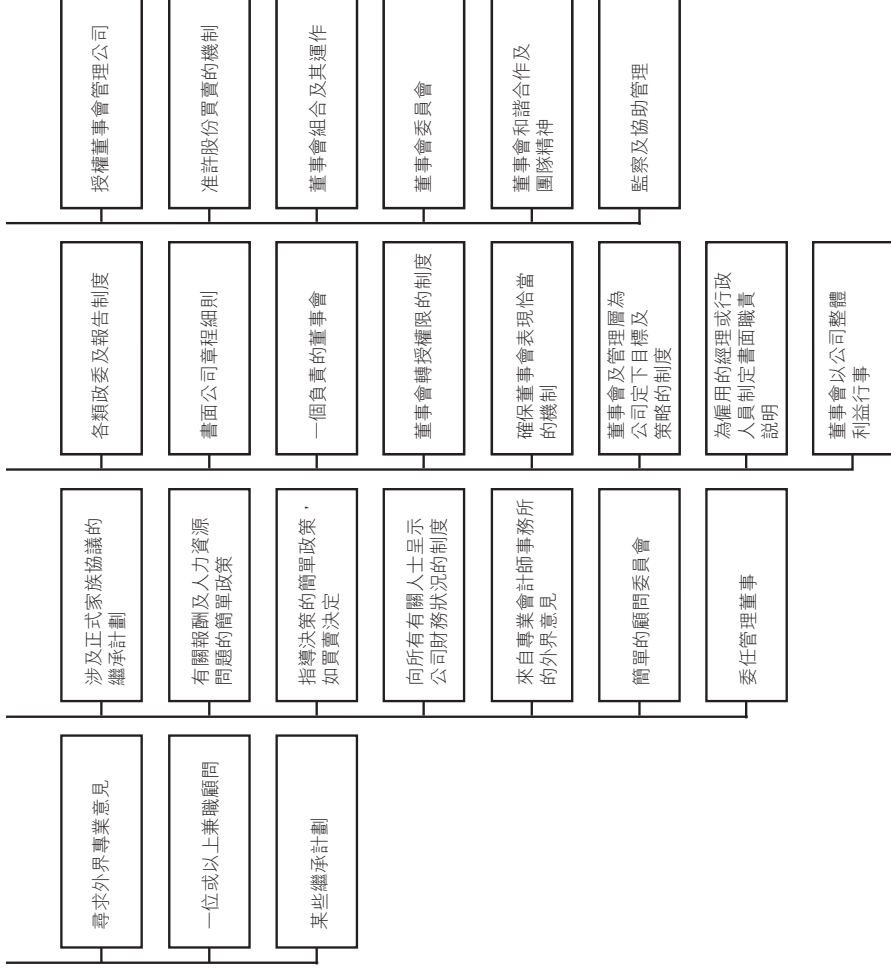 尋求外界專業意見
一位或以上兼職顧問
某些繼承計劃
涉及正式家族協議的
繼承計劃
有關報酬及人力資源
問題的簡單政策
指導決策的簡單政策，
如買賣決定
向所有有關人士呈示
公司財務狀況的制度
來自專業會計師事務所
的外界意見
簡單的顧問委員會
委任管理董事
各類政委及報告制度
書面公司章程細則
一個負責的董事會
董事會轉授權限的制度
確保董事會表現恰當
的機制
董事會及管理層為
公司定下目標及
策略的制度
為僱用的經理或行政
人員制定書面職責
説明
董事會以公司整體
利益行事
授權董事會管理公司
准許股份買賣的機制
董事會組合及其運作
董事會委員會
董事會和諧合作及
團隊精神
監察及協助管理